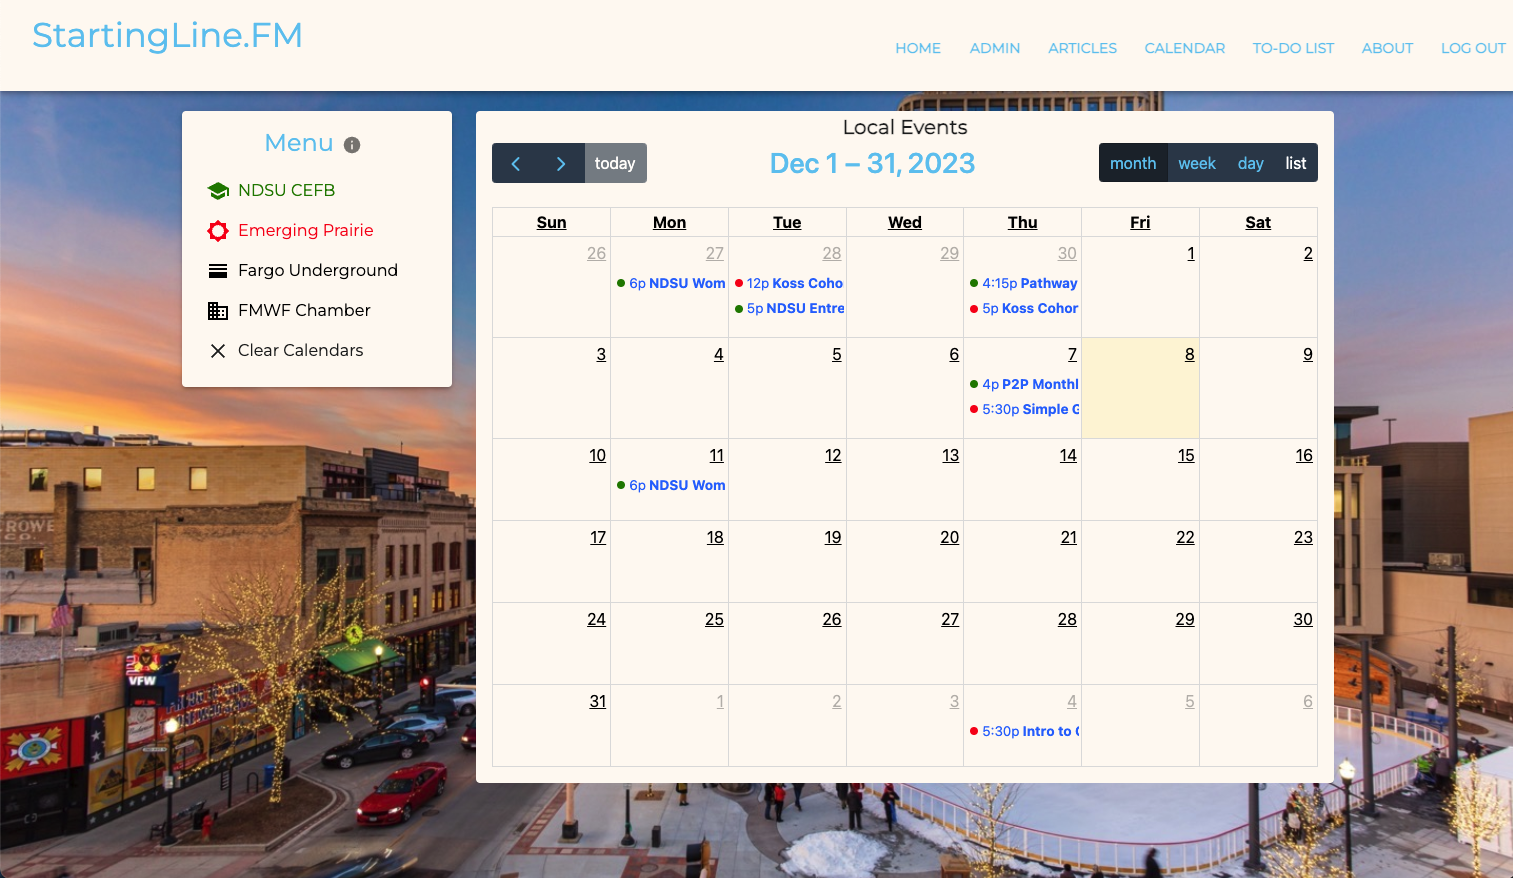 StartingLine.FM
HOME ADMIN ARTICLES CALENDAR TO-DO LIST ABOUT LOG OUT
Menu
NDSU CEFB
Emerging Prairie
Fargo Underground
FMWF Chamber
Clear Calendars
Local Events
today
Dec 1 – 31, 2023
month week day list
Sun Mon Tue Wed Thu Fri Sat
26 27 28 29 30 1 2
6p NDSU Wom
12p Koss Coho
5p NDSU Entre
4:15p Pathway
5p Koss Cohor
3 4 5 6 7 8 9
4p P2P Monthl
5:30p Simple G
10 11 12 13 14 15 16
6p NDSU Wom
17 18 19 20 21 22 23
24 25 26 27 28 29 30
31 1 2 3 4 5 6
5:30p Intro to
CROWE
CO.
VFW